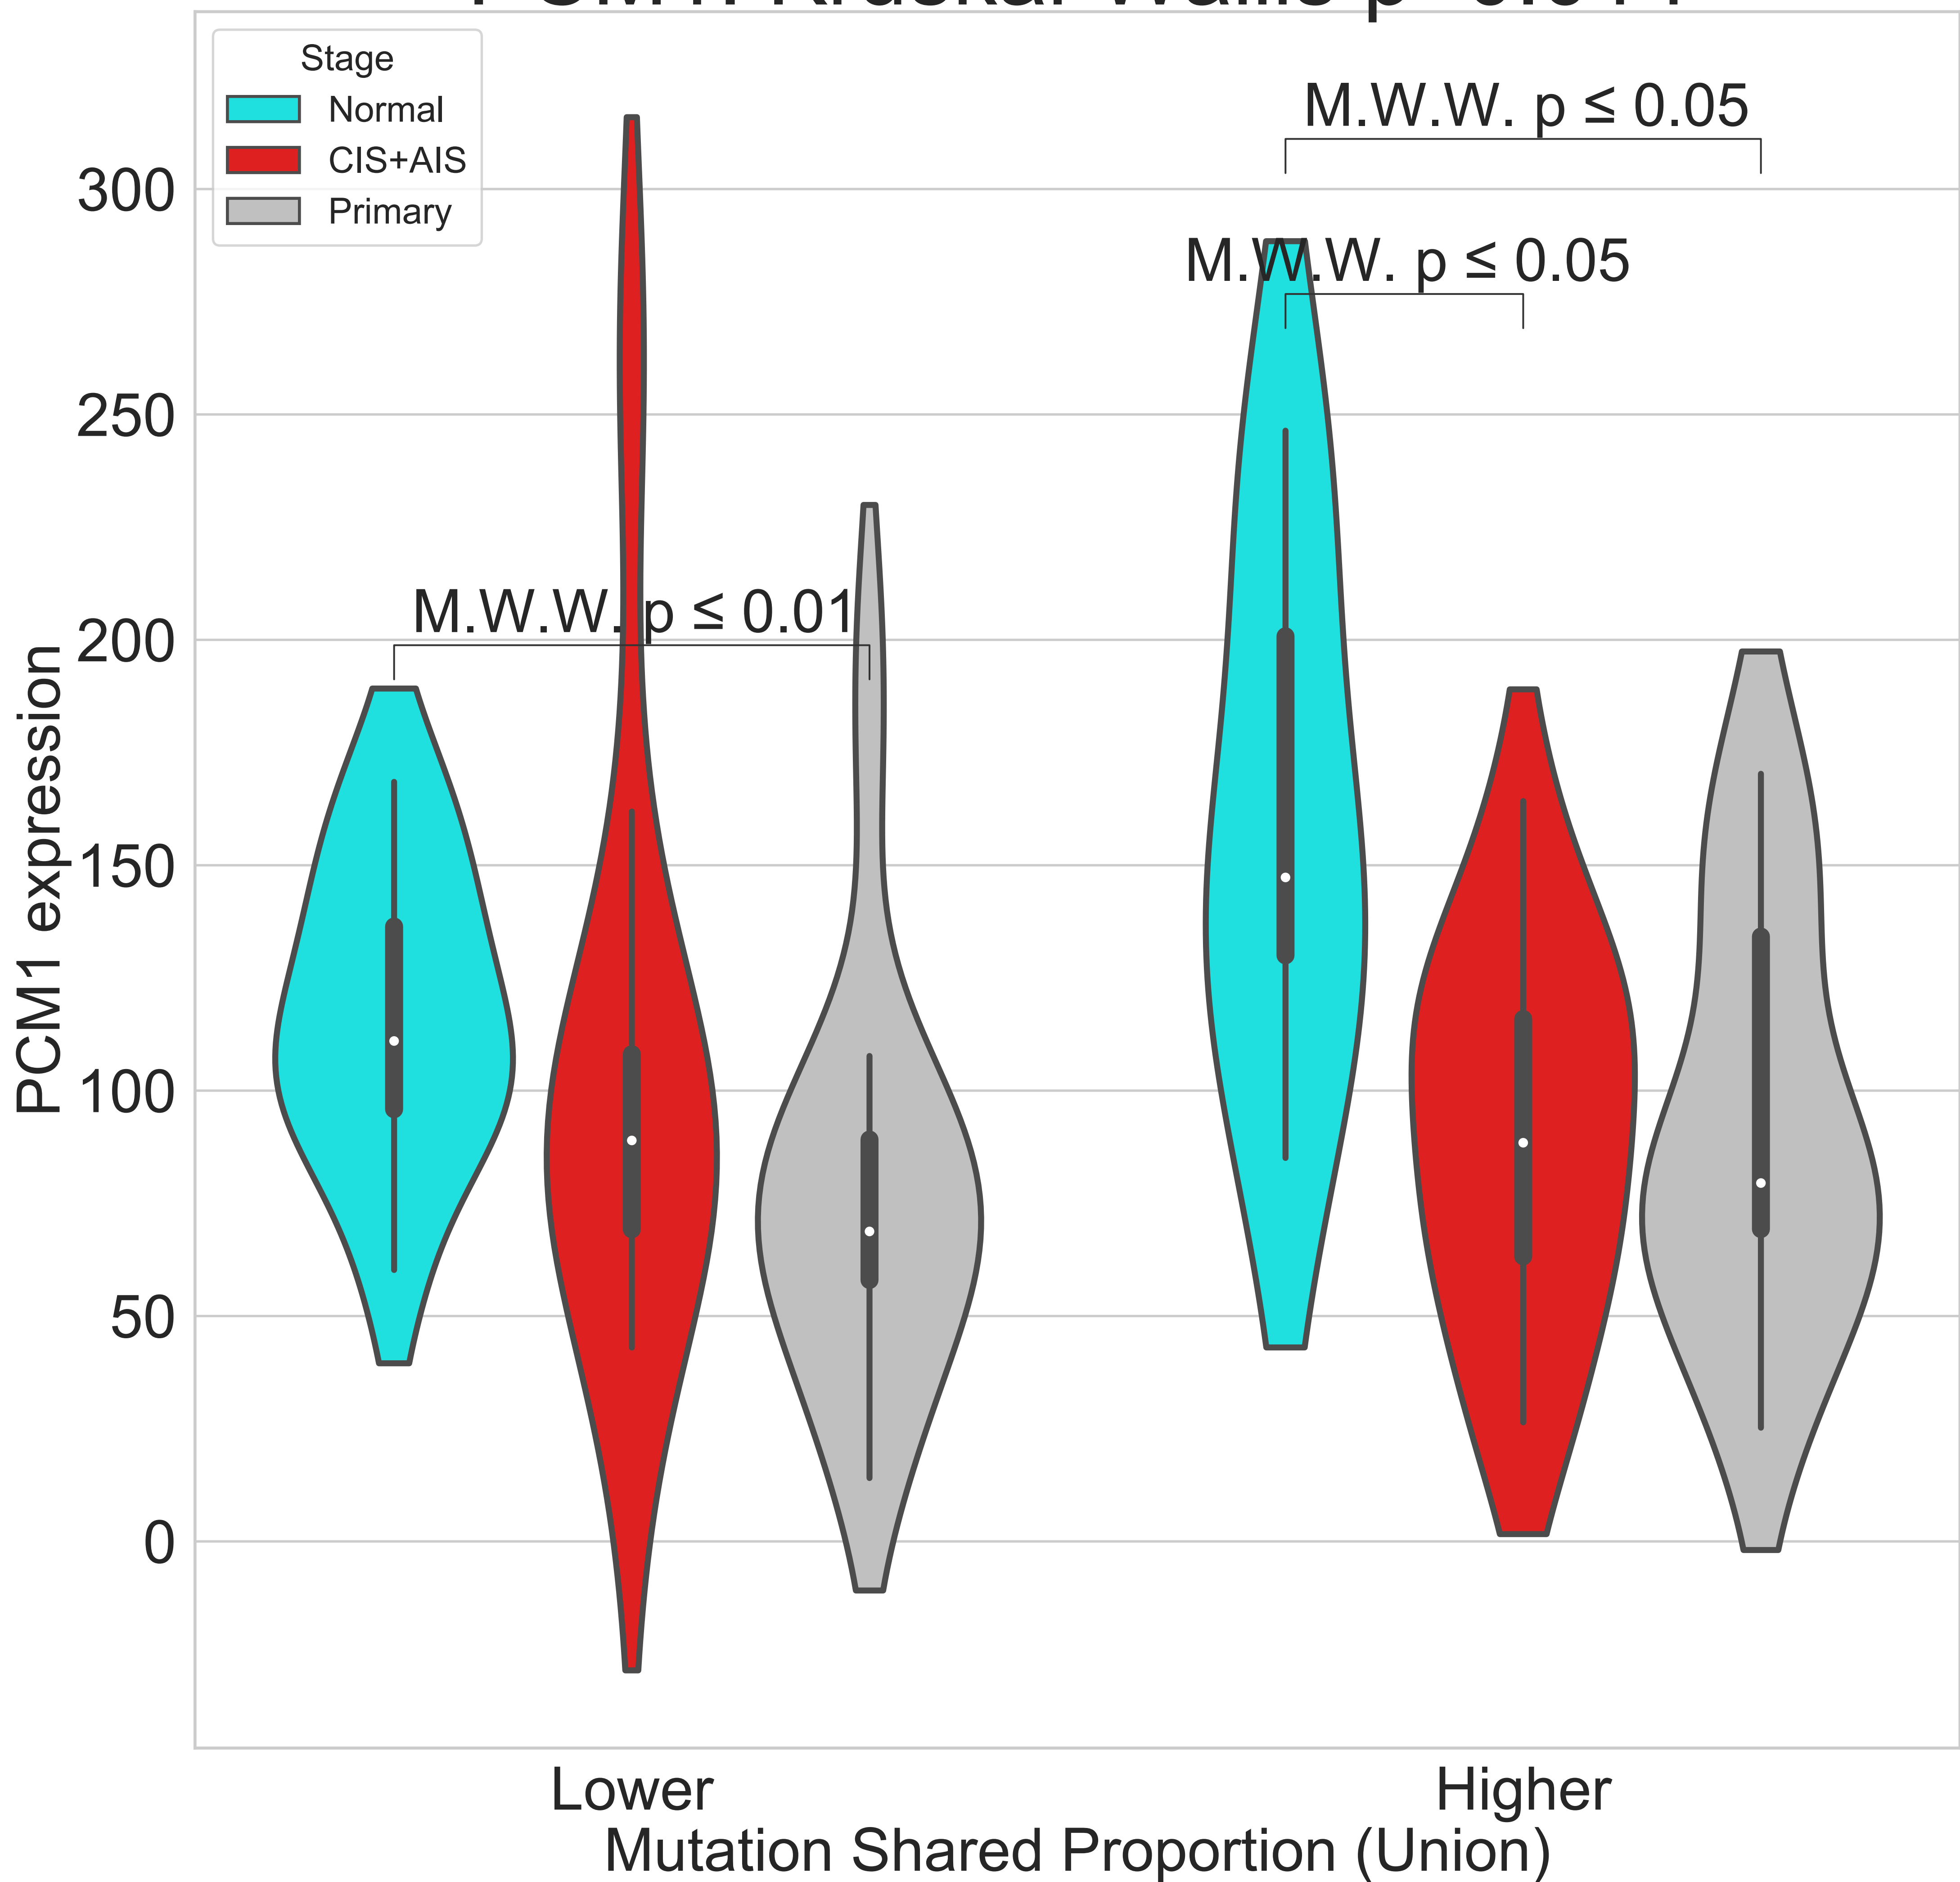 Stage
Normal
CIS+AIS
Primary
M.W.W. p ≤ 0.05
M.W.W. p ≤ 0.05
M.W.W. p ≤ 0.01
300
250
200
150
100
50
0
PCM1 expression
Lower
Higher
Mutation Shared Proportion (Union)